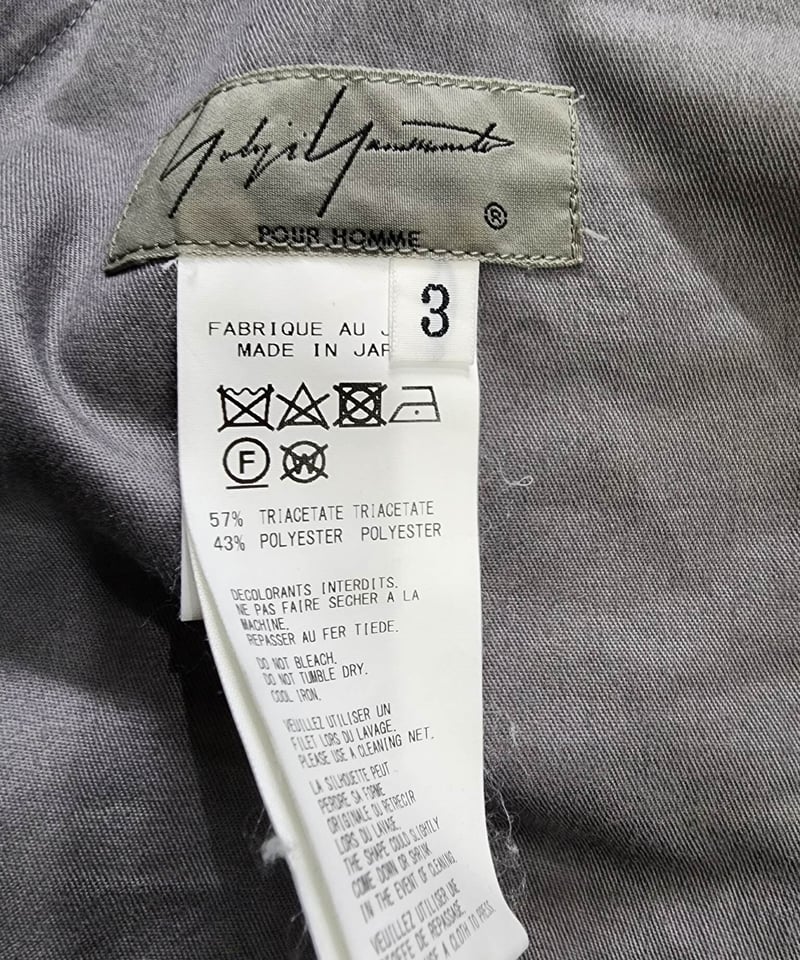 Yohji Yamamoto
®
POUR HOMME
3
FABRIQUE AU J
MADE IN JAP
F
W
57% TRIACETATE TRIACETATE
43% POLYESTER POLYESTER
DECOLORANTS INTERDITS.
NE PAS FAIRE SECHER A LA
MACHINE.
REPASSER AU FER TIEDE.
DO NOT BLEACH.
DO NOT TUMBLE DRY.
COOL IRON.
VEUILLEZ UTILISER UN
FILET LORS DU LAVAGE.
PLEASE USE A CLEANING NET.
LA SILHOUETTE PEUT
PERDRE SA FORME
ORIGINALE OU RETRECIR
LORS DU LAVAGE.
THE SHAPE COULD SLIGHTLY
COME DOWN OR SHRINK
IN THE EVENT OF CLEANING.
VEUILLEZ UTILISER UNE
DE REPASSAGE.
A CLOTH TO PRESS.